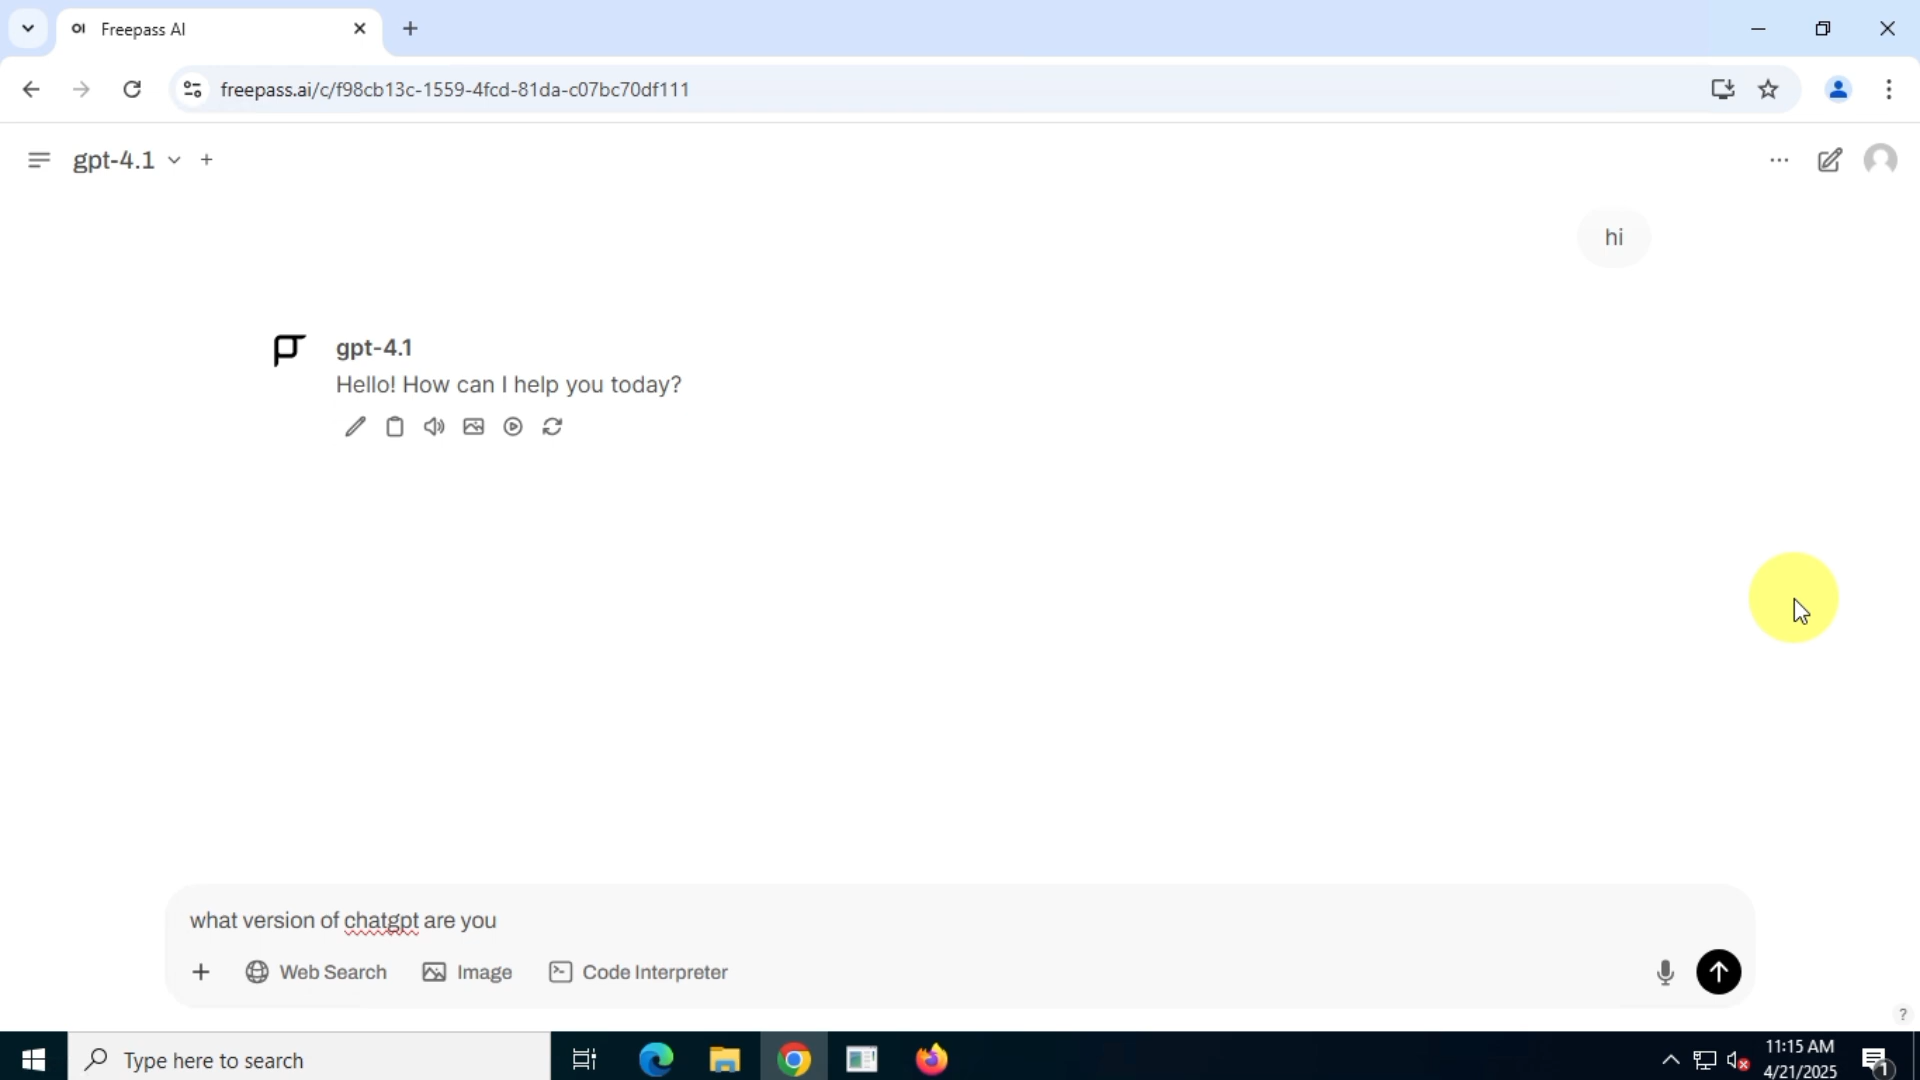 OI Freepass AI
freepass.ai/c/f98cb13c-1559-4fcd-81da-c07bc70df111
gpt-4.1
hi
gpt-4.1
Hello! How can I help you today?
what version of chatgpt are you
Web Search Image Code Interpreter
?
Type here to search
11:15 AM
4/21/2025
1